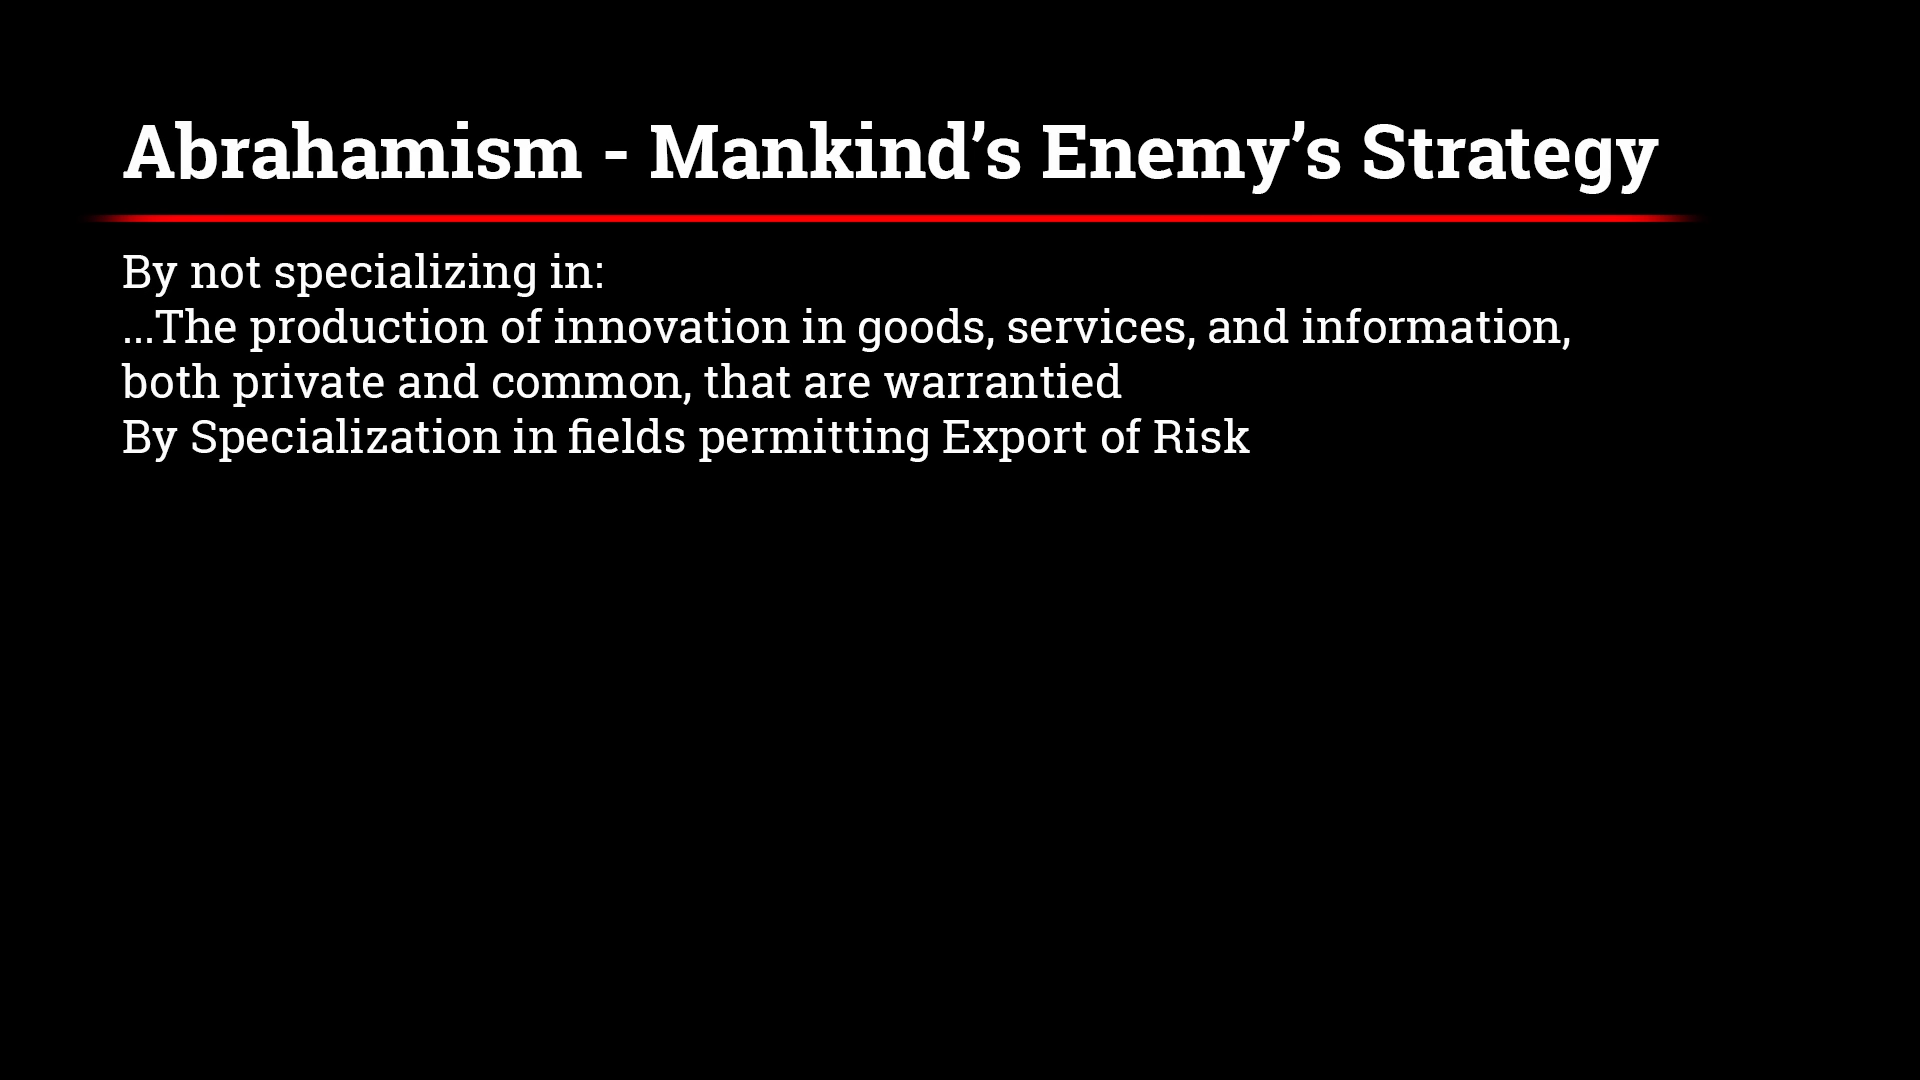 Abrahamism - Mankind’s Enemy’s Strategy
By not specializing in:
...The production of innovation in goods, services, and information,
both private and common, that are warrantied
By Specialization in fields permitting Export of Risk